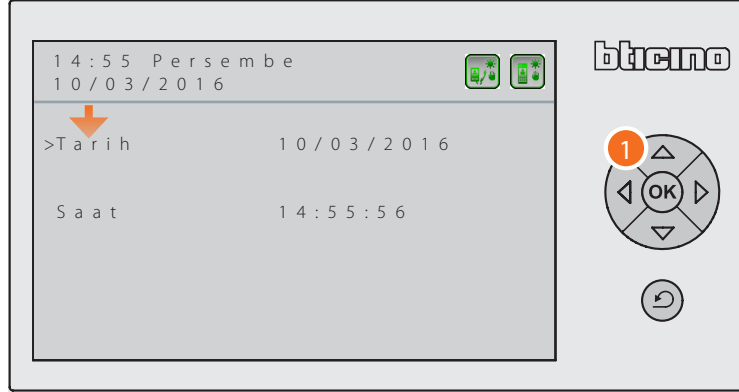 14:55 Persembe
10/03/2016
bticino
>Tarih 10/03/2016
1
OK
Saat 14:55:56